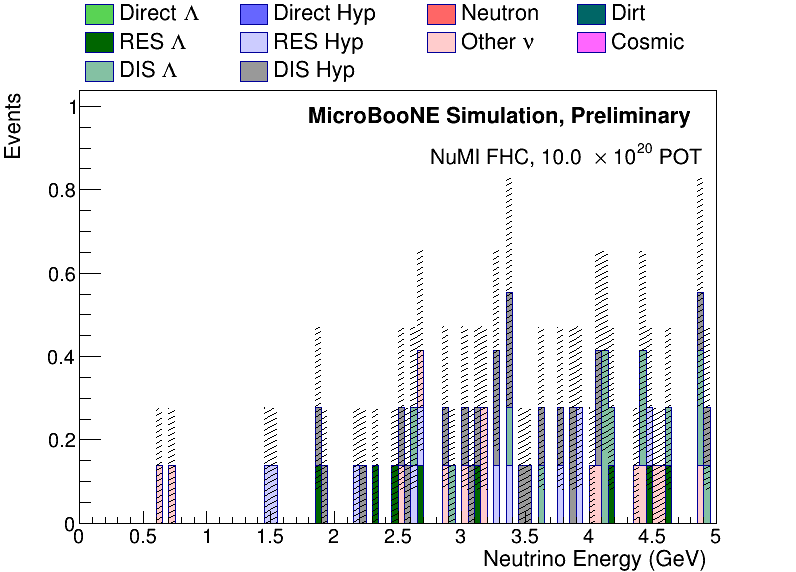 Direct Λ Direct Hyp Neutron Dirt
RES Λ RES Hyp Other ν Cosmic
DIS Λ DIS Hyp
MicroBooNE Simulation, Preliminary
NuMI FHC, 10.0 ×10²⁰ POT
Events
1
0.8
0.6
0.4
0.2
0
0 0.5 1 1.5 2 2.5 3 3.5 4 4.5 5
Neutrino Energy (GeV)